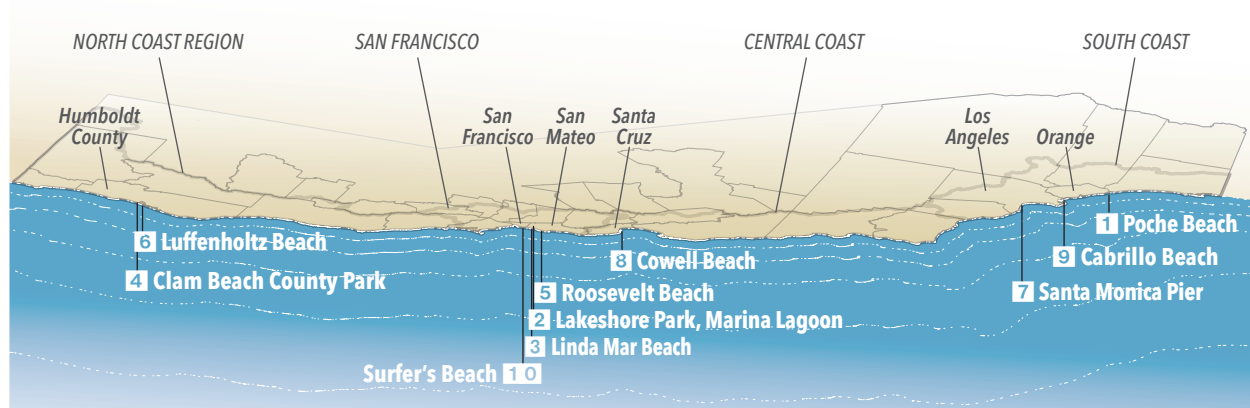 NORTH COAST REGION
SAN FRANCISCO
CENTRAL COAST
SOUTH COAST
Humboldt
County
San
Francisco
San
Mateo
Santa
Cruz
Los
Angeles
Orange
1 Poche Beach
6 Luffenholtz Beach
9 Cabrillo Beach
8 Cowell Beach
4 Clam Beach County Park
5 Roosevelt Beach
7 Santa Monica Pier
2 Lakeshore Park, Marina Lagoon
3 Linda Mar Beach
Surfer's Beach 10